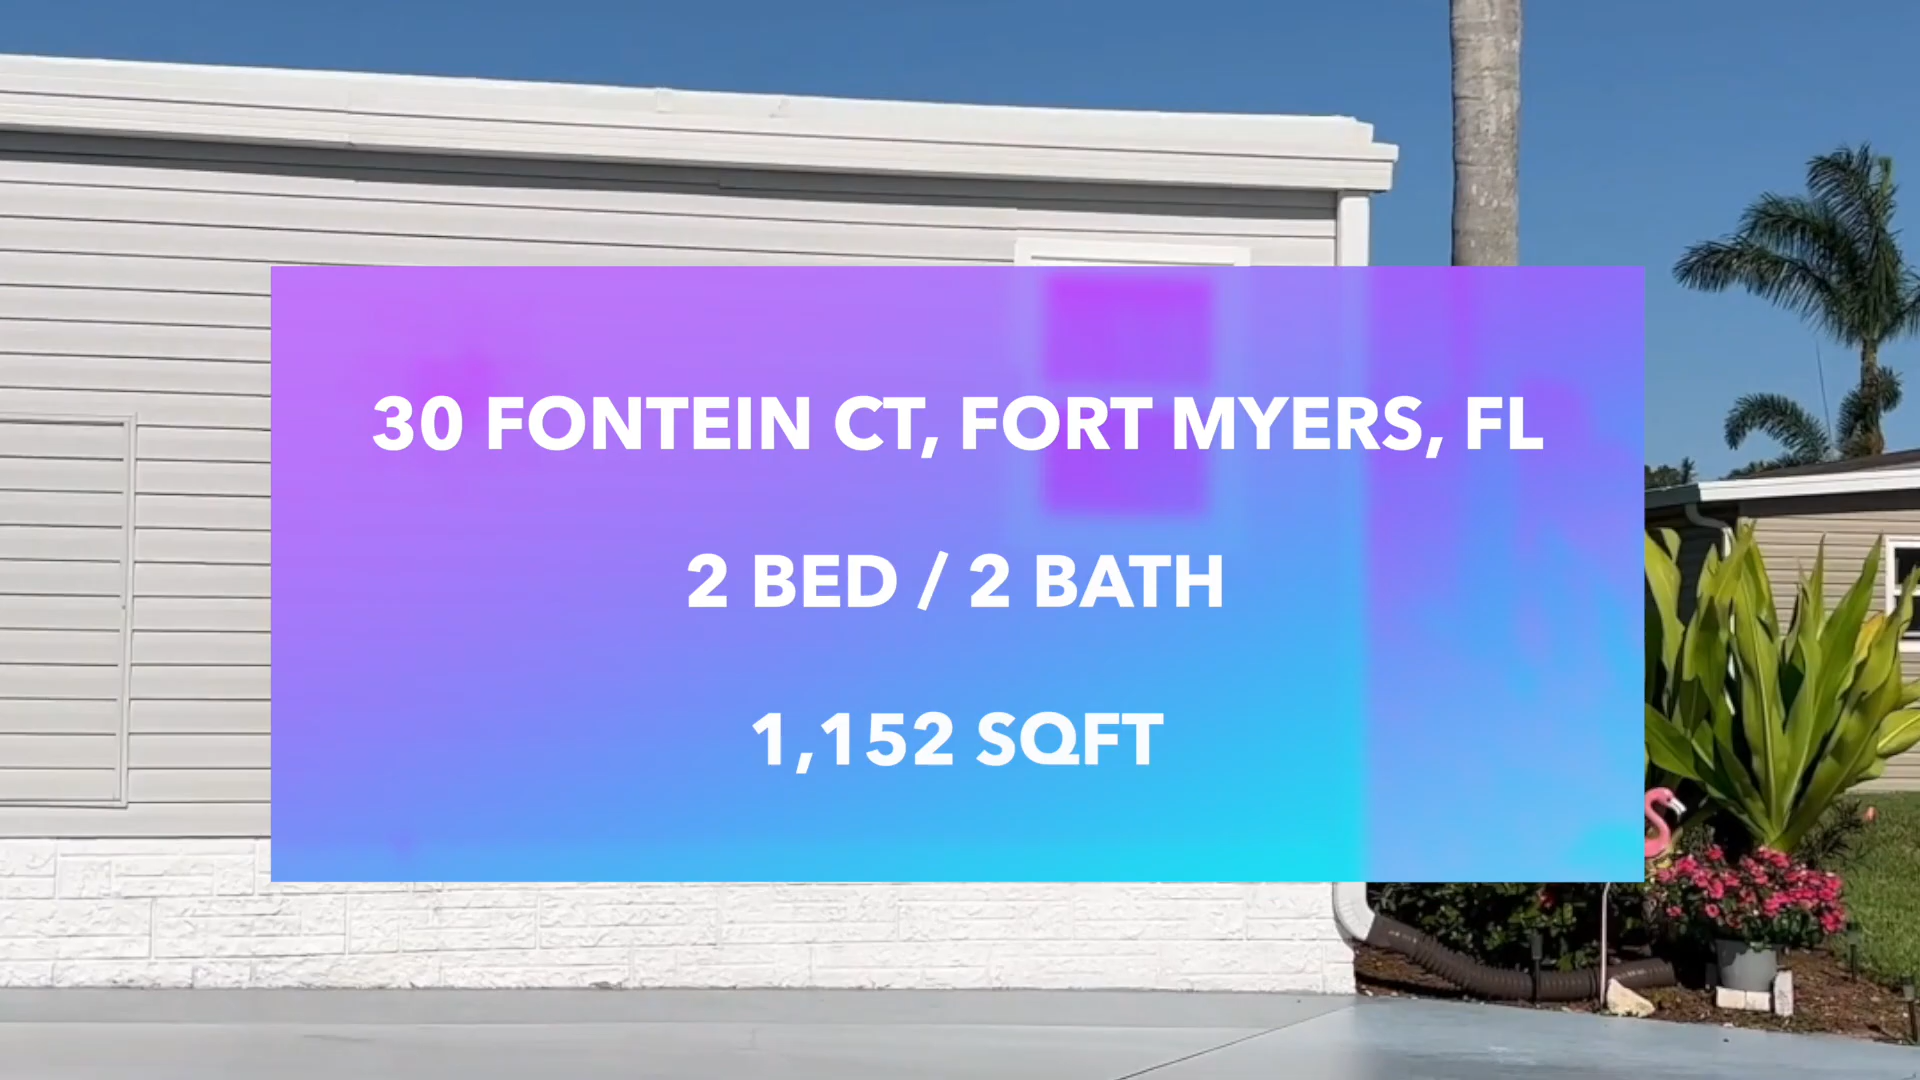 30 FONTEIN CT, FORT MYERS, FL
2 BED / 2 BATH
1,152 SQFT